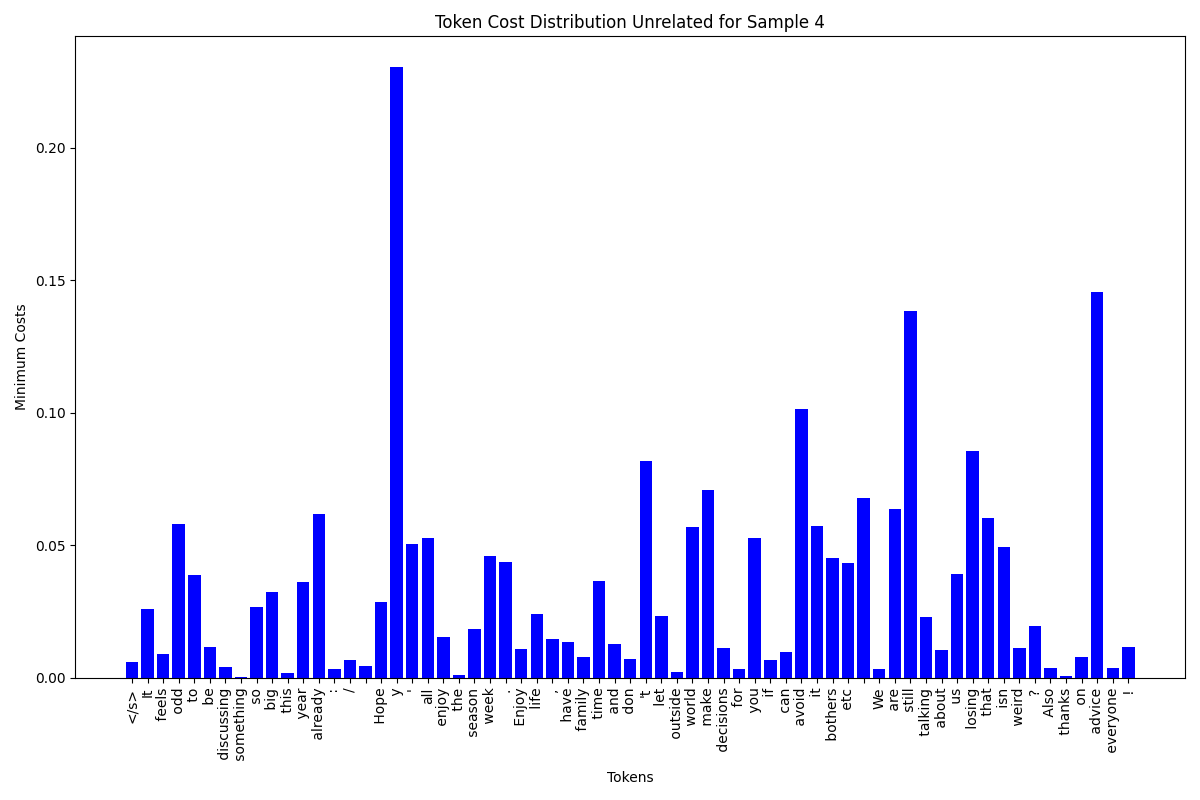 Token Cost Distribution Unrelated for Sample 4
Minimum Costs
0.20
0.15
0.10
0.05
0.00
</s>
It
feels
odd
to
be
discussing
something
so
big
this
year
already
:
/
Hope
y
'
all
enjoy
the
season
week
.
Enjoy
life
,
have
family
time
and
don
't
let
outside
world
make
decisions
for
you
if
can
avoid
it
bothers
etc
We
are
still
talking
about
us
losing
that
isn
weird
?
Also
thanks
on
advice
everyone
!
Tokens